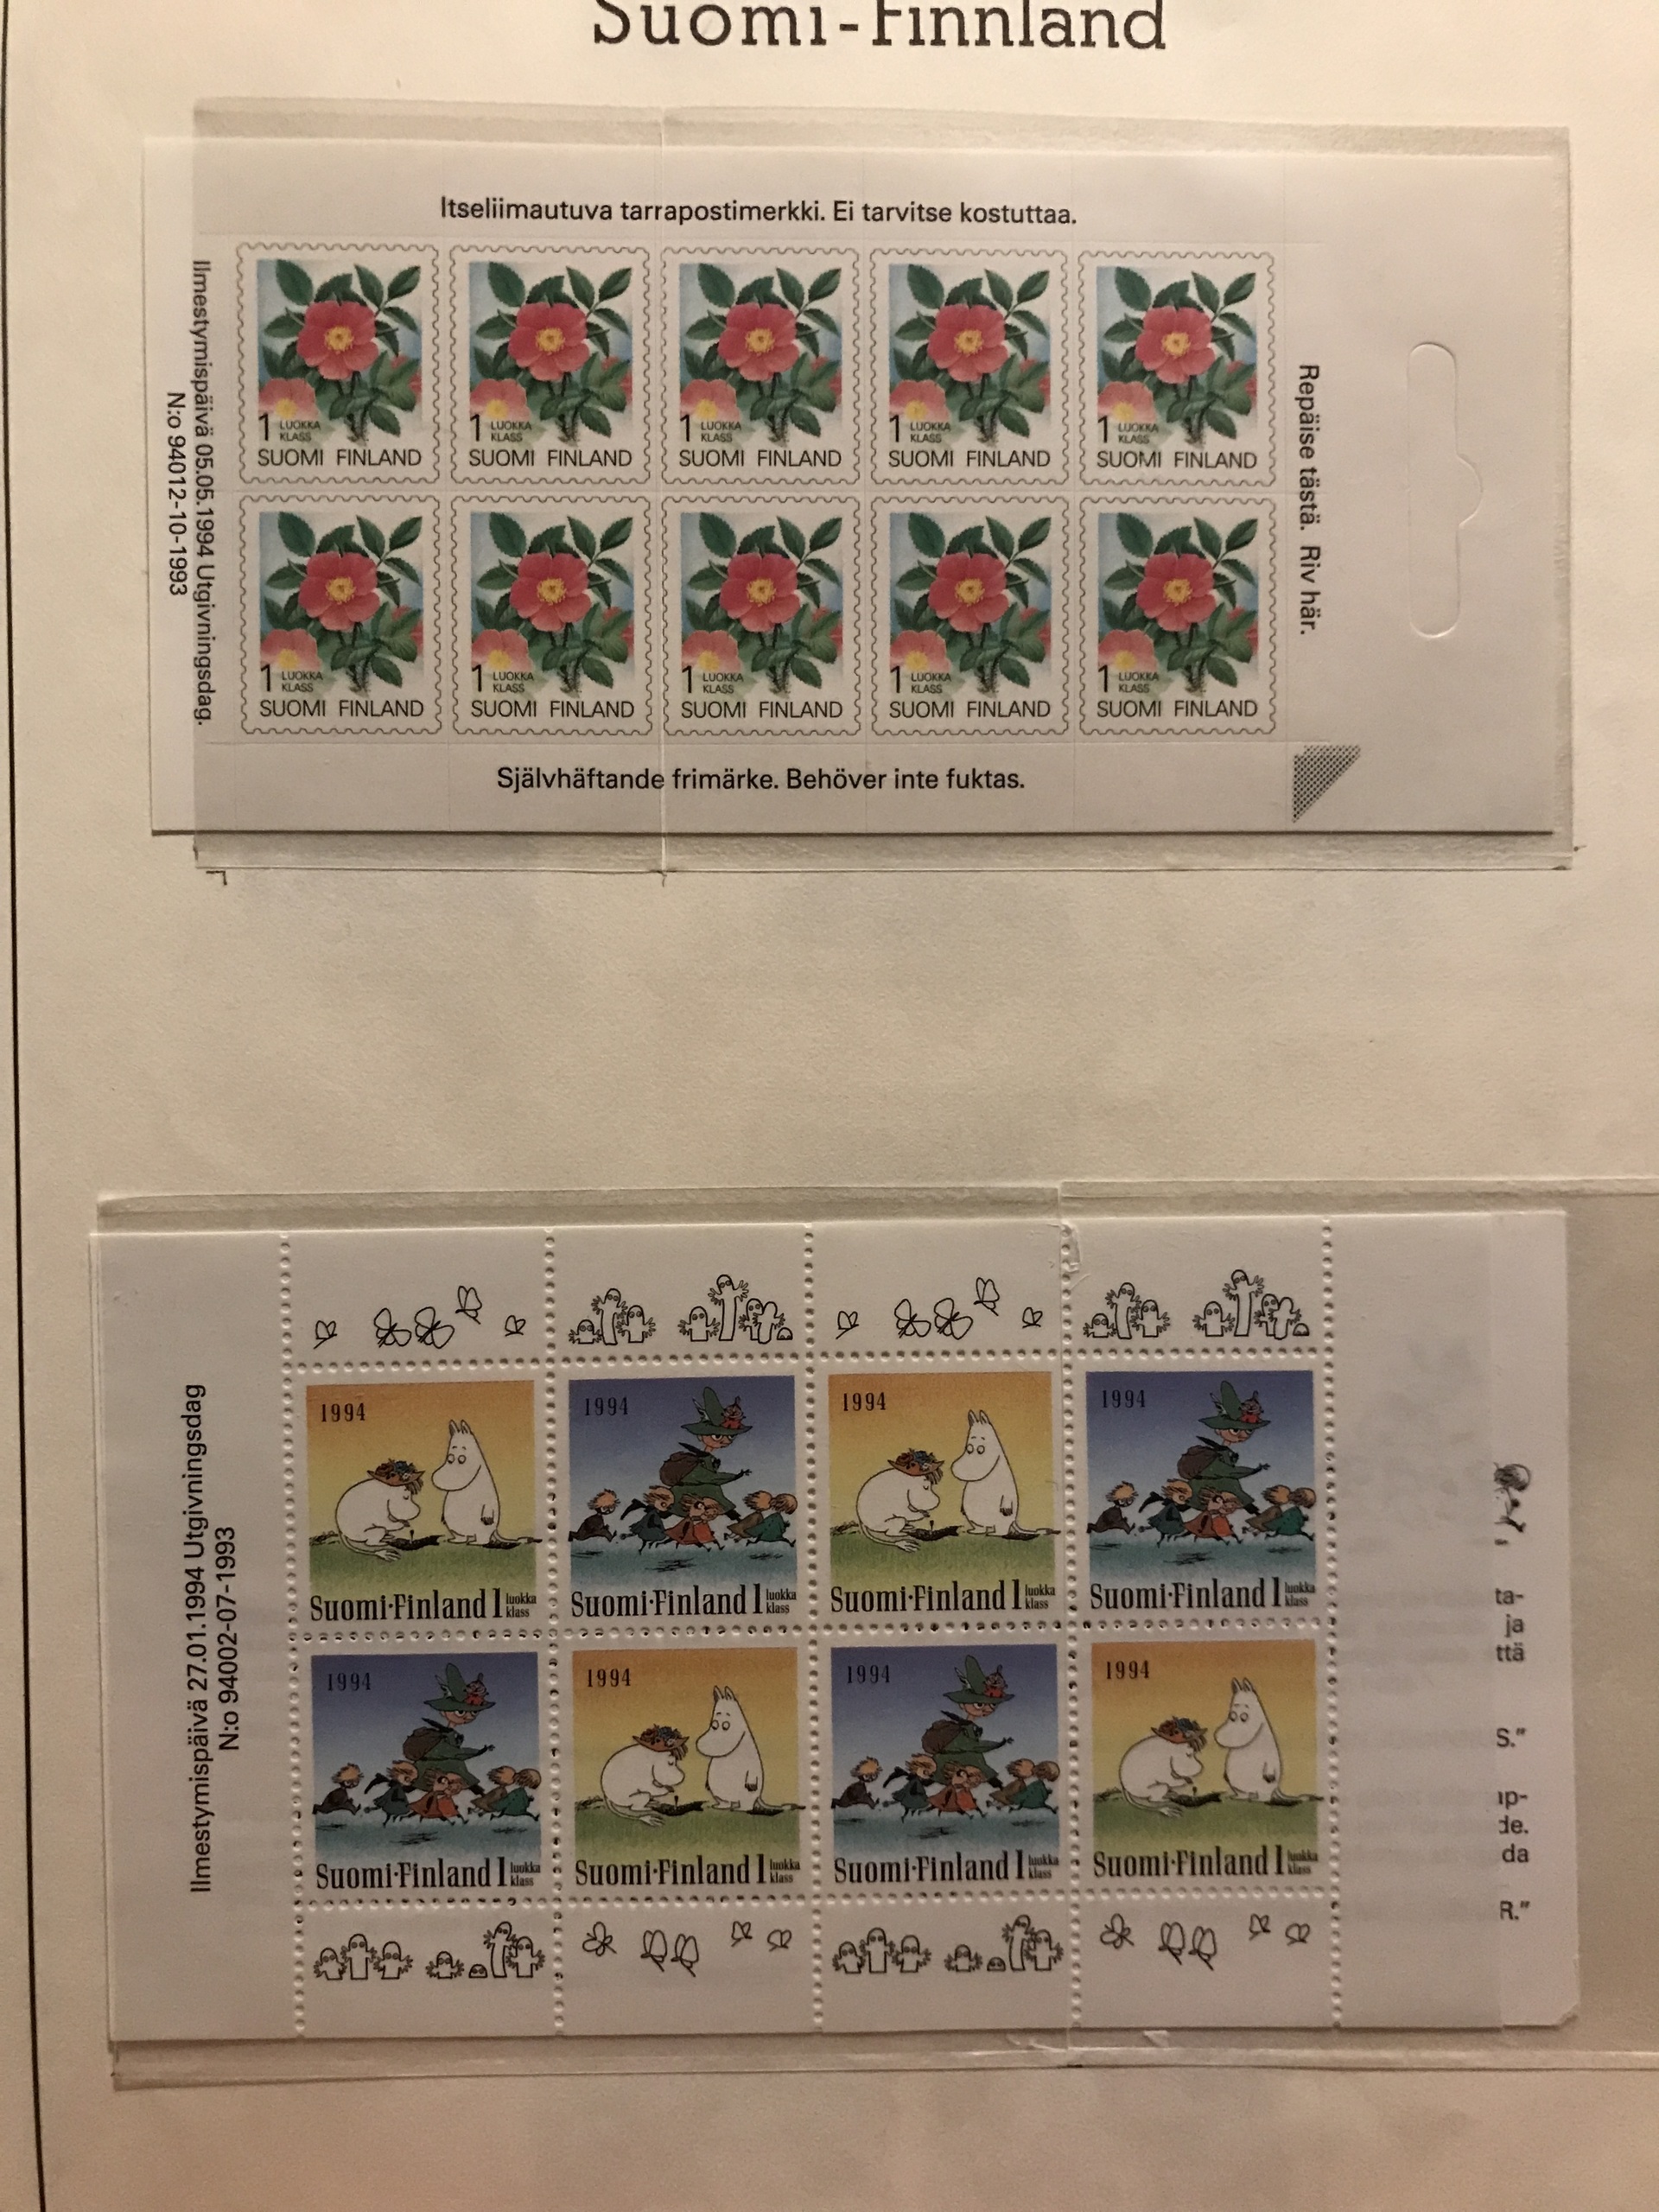 Suomi-Finnland
Itseliimautuva tarrapostimerkki. Ei tarvitse kostuttaa.
Ilmestymispäivä 05.05.1994 Utgivningsdag.
N:o 94012-10-1993
1 LUOKKA KLASS 1 LUOKKA KLASS 1 LUOKKA KLASS 1 LUOKKA KLASS 1 LUOKKA KLASS
SUOMI FINLAND SUOMI FINLAND SUOMI FINLAND SUOMI FINLAND SUOMI FINLAND
1 LUOKKA KLASS 1 LUOKKA KLASS 1 LUOKKA KLASS 1 LUOKKA KLASS 1 LUOKKA KLASS
SUOMI FINLAND SUOMI FINLAND SUOMI FINLAND SUOMI FINLAND SUOMI FINLAND
Repäise tästä. Riv här.
Självhäftande frimärke. Behöver inte fuktas.
Ilmestymispäivä 27.01.1994 Utgivningsdag
N:o 94002-07-1993
1994 1994 1994 1994
Suomi·Finland 1 luokka klass Suomi·Finland 1 luokka klass Suomi·Finland 1 luokka klass Suomi·Finland 1 luokka klass
1994 1994 1994 1994
Suomi·Finland 1 luokka klass Suomi·Finland 1 luokka klass Suomi·Finland 1 luokka klass Suomi·Finland 1 luokka klass
ta-
ja
ttä
S."
de.
da
R."